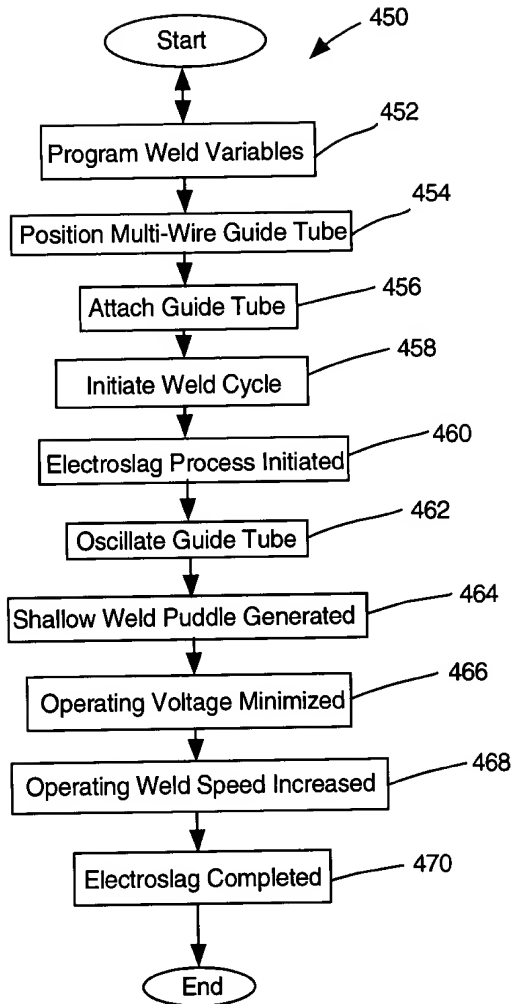 Start
450
452
Program Weld Variables
454
Position Multi-Wire Guide Tube
456
Attach Guide Tube
458
Initiate Weld Cycle
460
Electroslag Process Initiated
462
Oscillate Guide Tube
464
Shallow Weld Puddle Generated
466
Operating Voltage Minimized
468
Operating Weld Speed Increased
470
Electroslag Completed
End